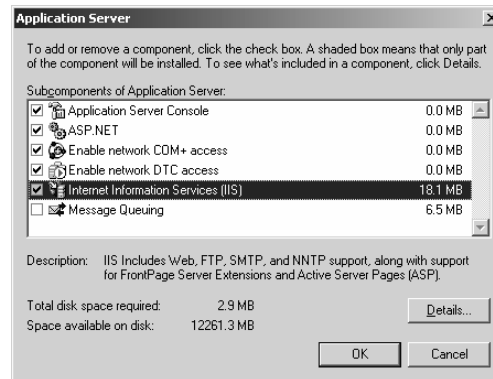 Application Server
To add or remove a component, click the check box. A shaded box means that only part
of the component will be installed. To see what's included in a component, click Details.
Subcomponents of Application Server:
Application Server Console 0.0 MB
ASP.NET 0.0 MB
Enable network COM+ access 0.0 MB
Enable network DTC access 0.0 MB
Internet Information Services (IIS) 18.1 MB
Message Queuing 6.5 MB
Description: IIS Includes Web, FTP, SMTP, and NNTP support, along with support
for FrontPage Server Extensions and Active Server Pages (ASP).
Total disk space required: 2.9 MB
Space available on disk: 12261.3 MB
Details...
OK Cancel